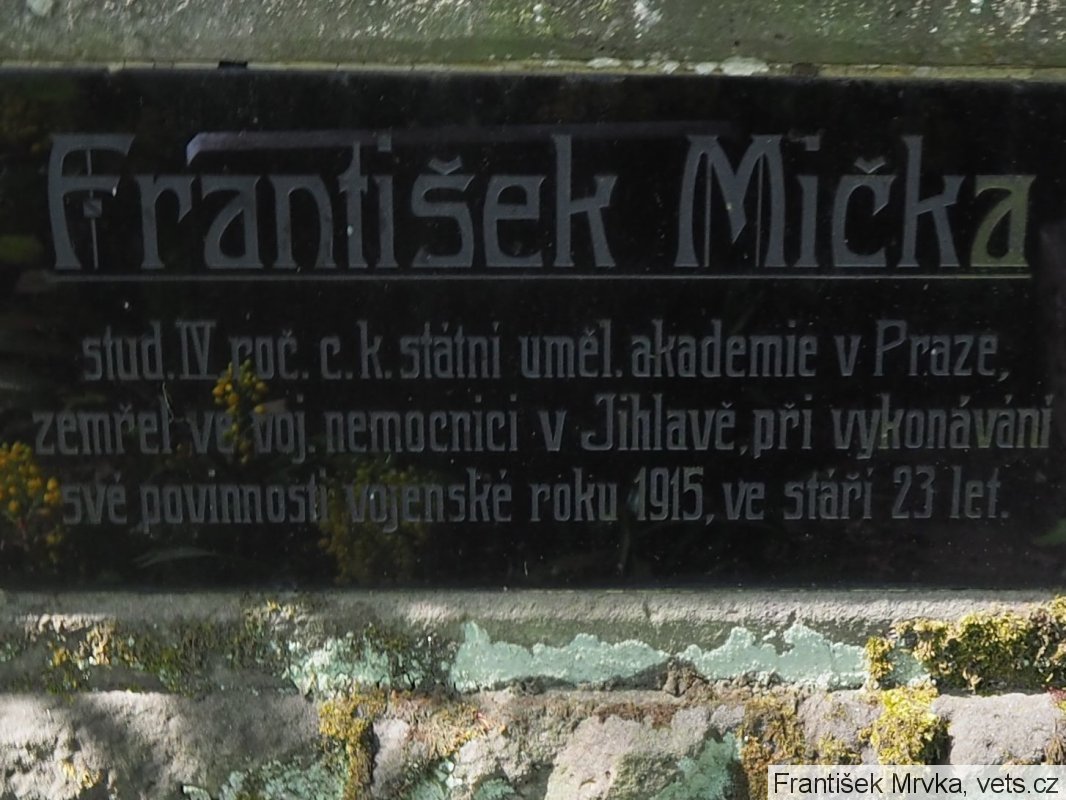 František Mička
stud. IV. roč. c. k. státní uměl. akademie v Praze,
zemřel ve voj. nemocnici v Jihlavě, při vykonávání
své povinnosti vojenské roku 1915, ve stáří 23 let.
František Mrvka, vets.cz